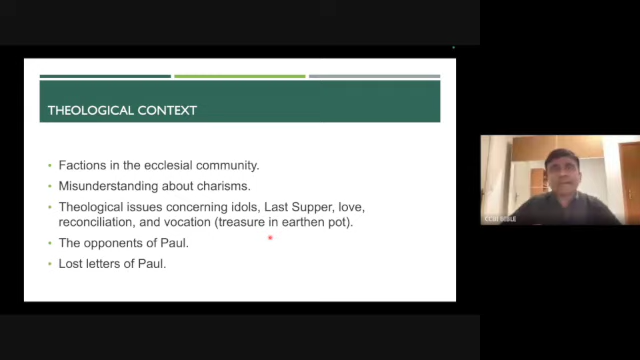 THEOLOGICAL CONTEXT
Factions in the ecclesial community.
Misunderstanding about charisms.
Theological issues concerning idols, Last Supper, love,
reconciliation, and vocation (treasure in earthen pot).
The opponents of Paul.
Lost letters of Paul.